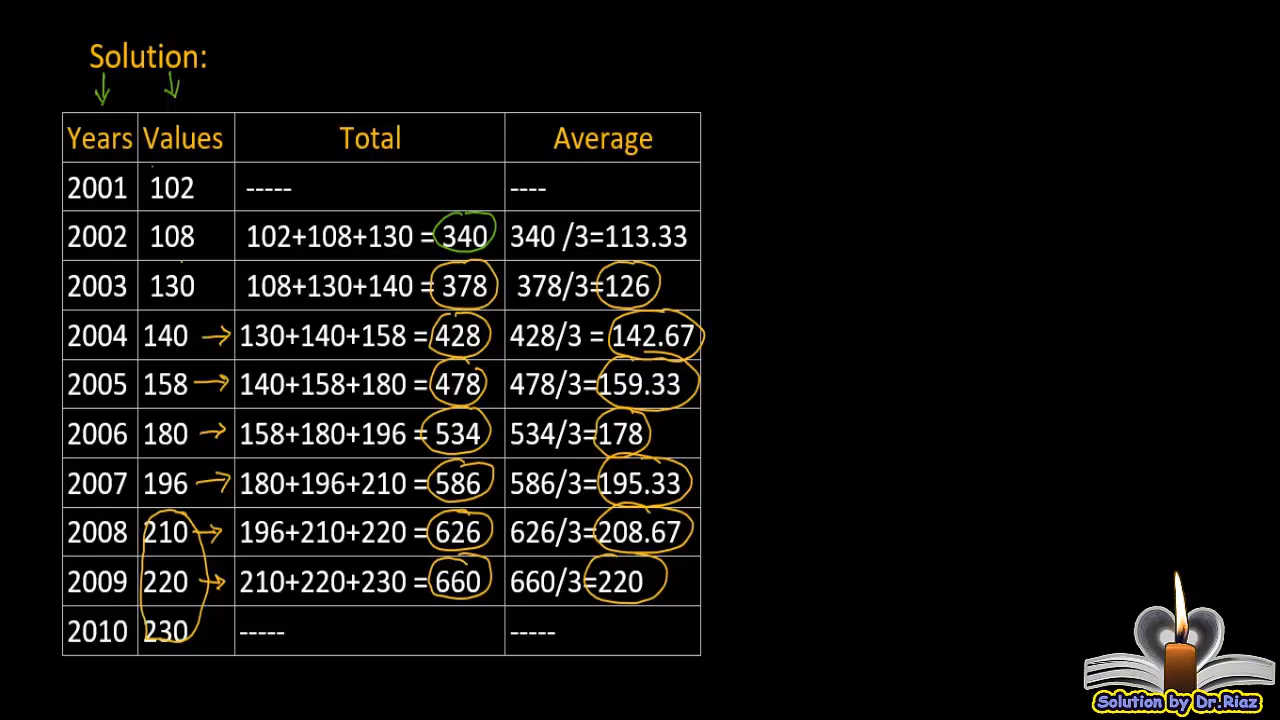 Solution:
Years Values Total Average
2001 102 ----- ----
2002 108 102+108+130 = 340 340 /3=113.33
2003 130 108+130+140 = 378 378/3=126
2004 140 130+140+158 = 428 428/3 = 142.67
2005 158 140+158+180 = 478 478/3=159.33
2006 180 158+180+196 = 534 534/3=178
2007 196 180+196+210 = 586 586/3=195.33
2008 210 196+210+220 = 626 626/3=208.67
2009 220 210+220+230 = 660 660/3=220
2010 230 ----- -----
Solution by Dr.Riaz